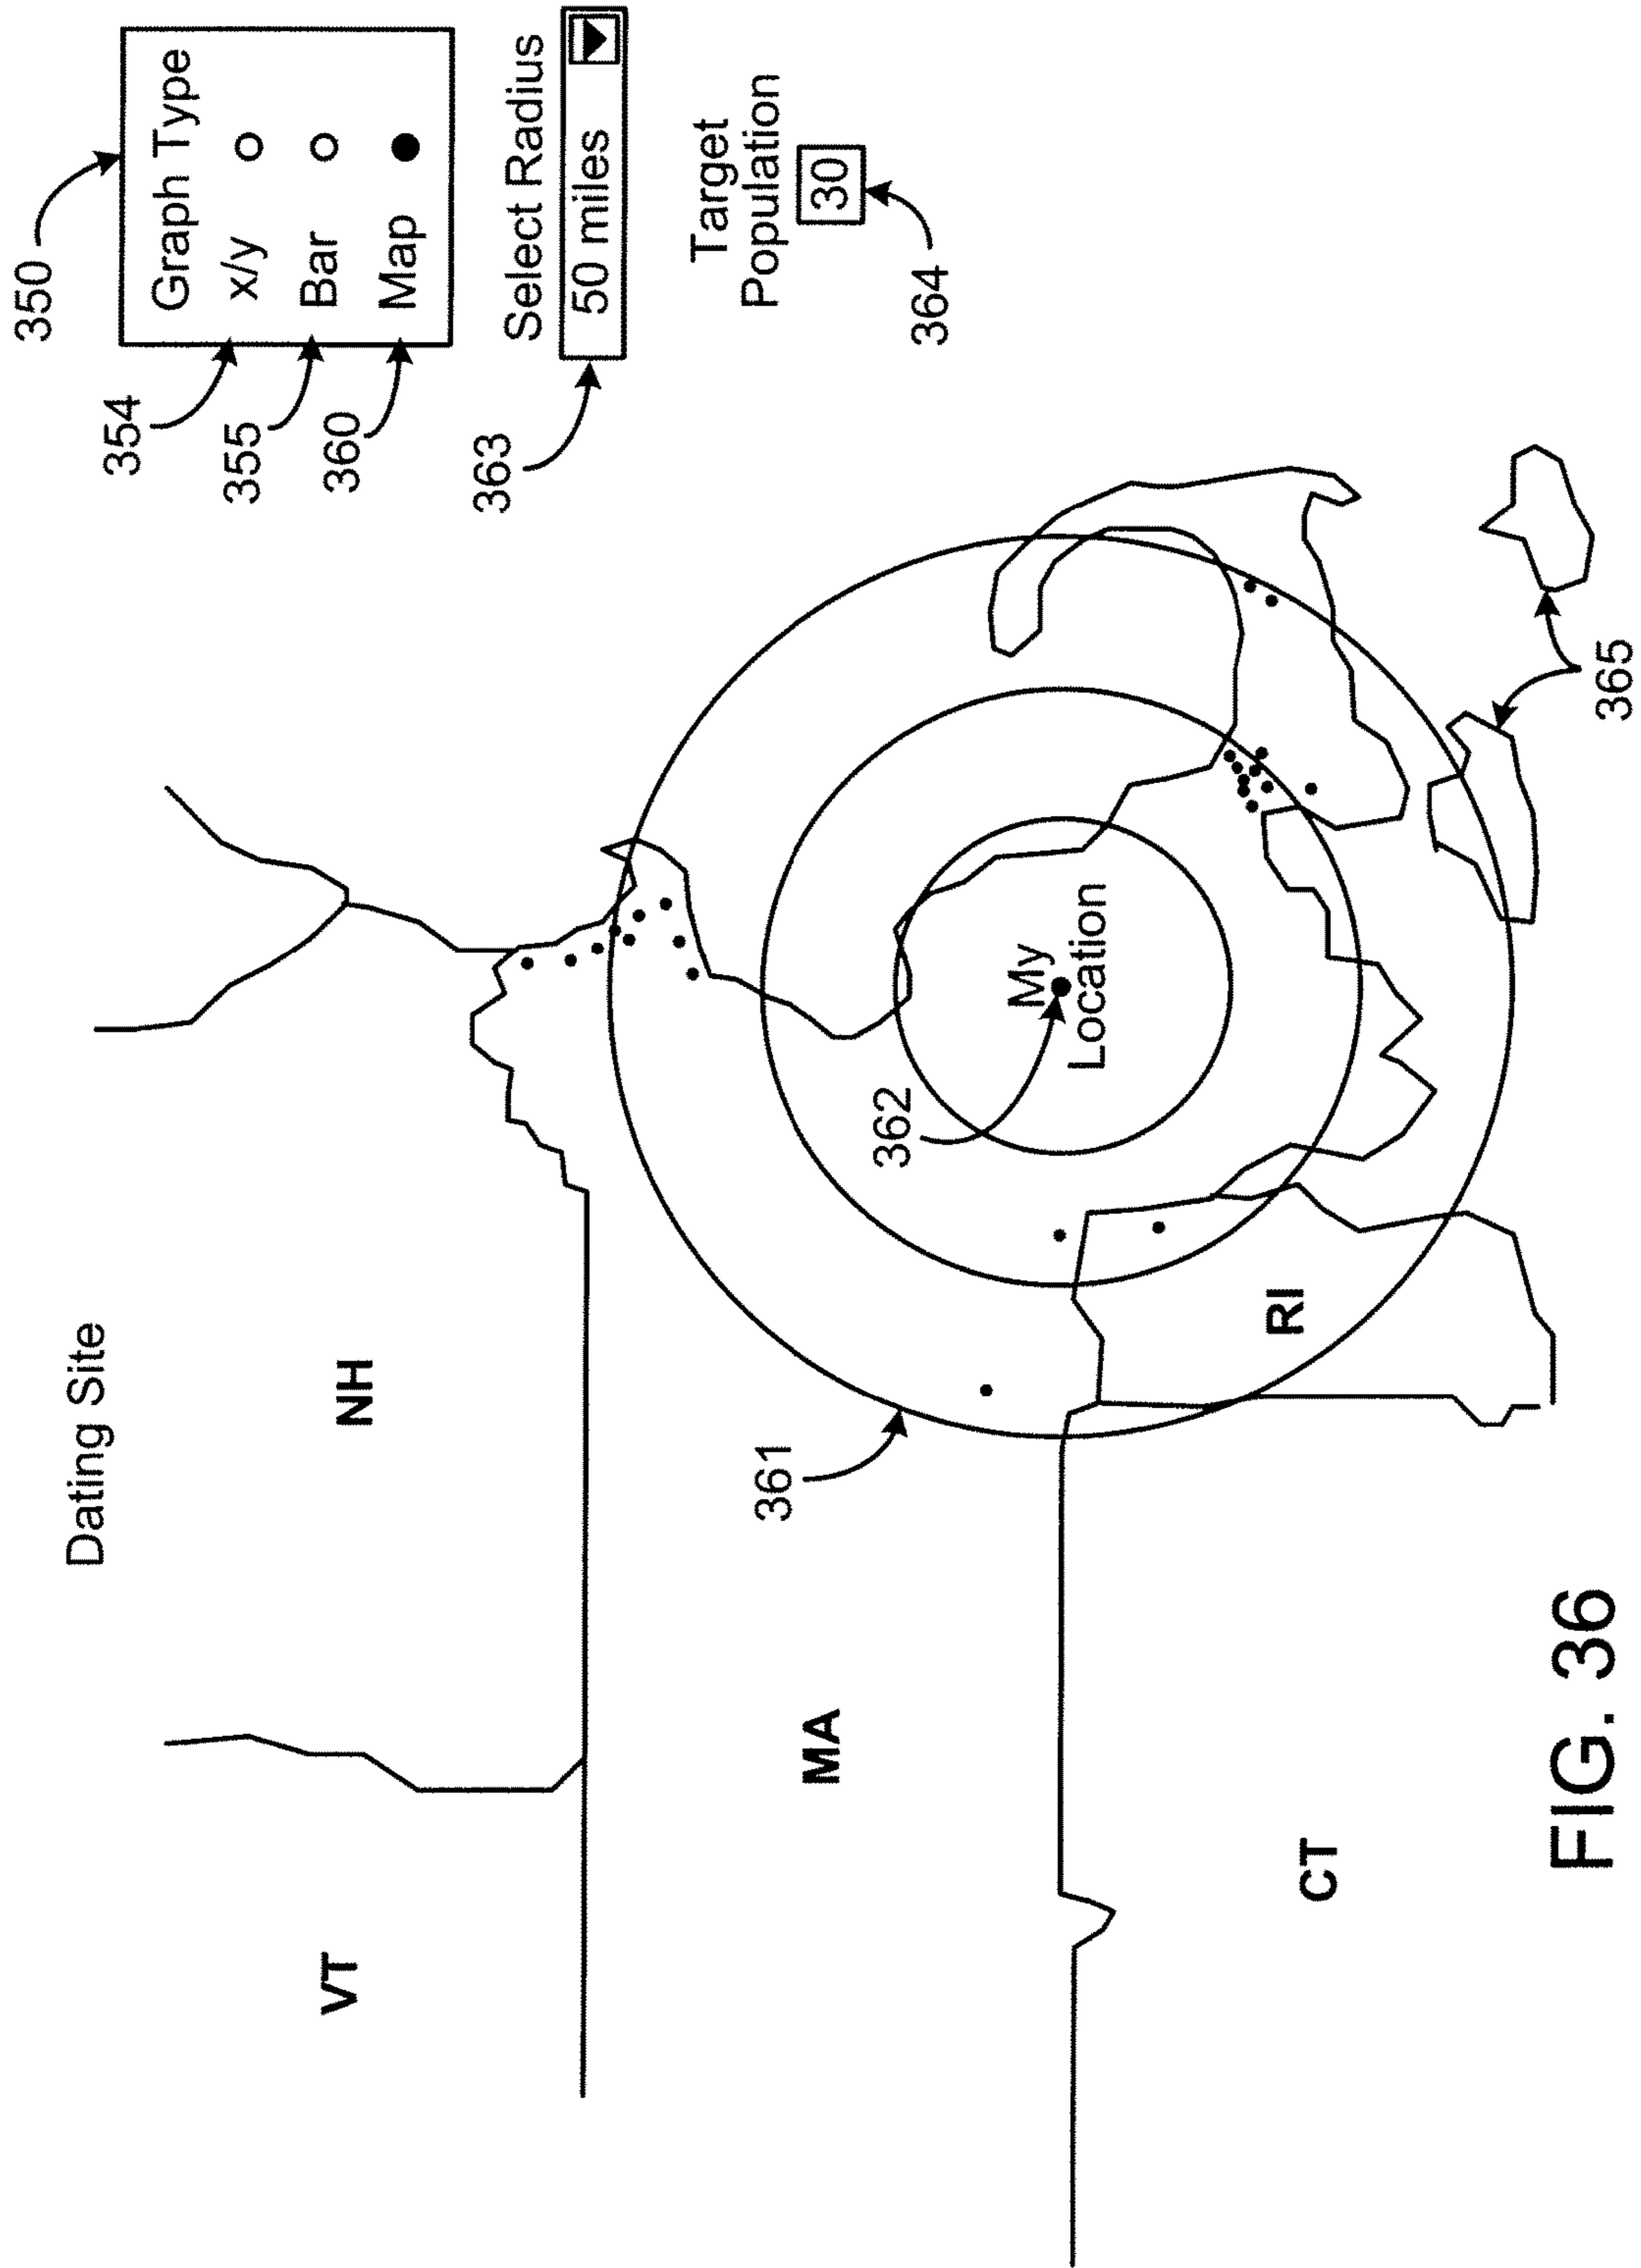 Dating Site
350
Graph Type
x/y
Bar
Map
354
355
360
Select Radius
50 miles
363
Target
Population
30
364
VT
NH
MA
CT
RI
My
Location
362
361
365
FIG. 36